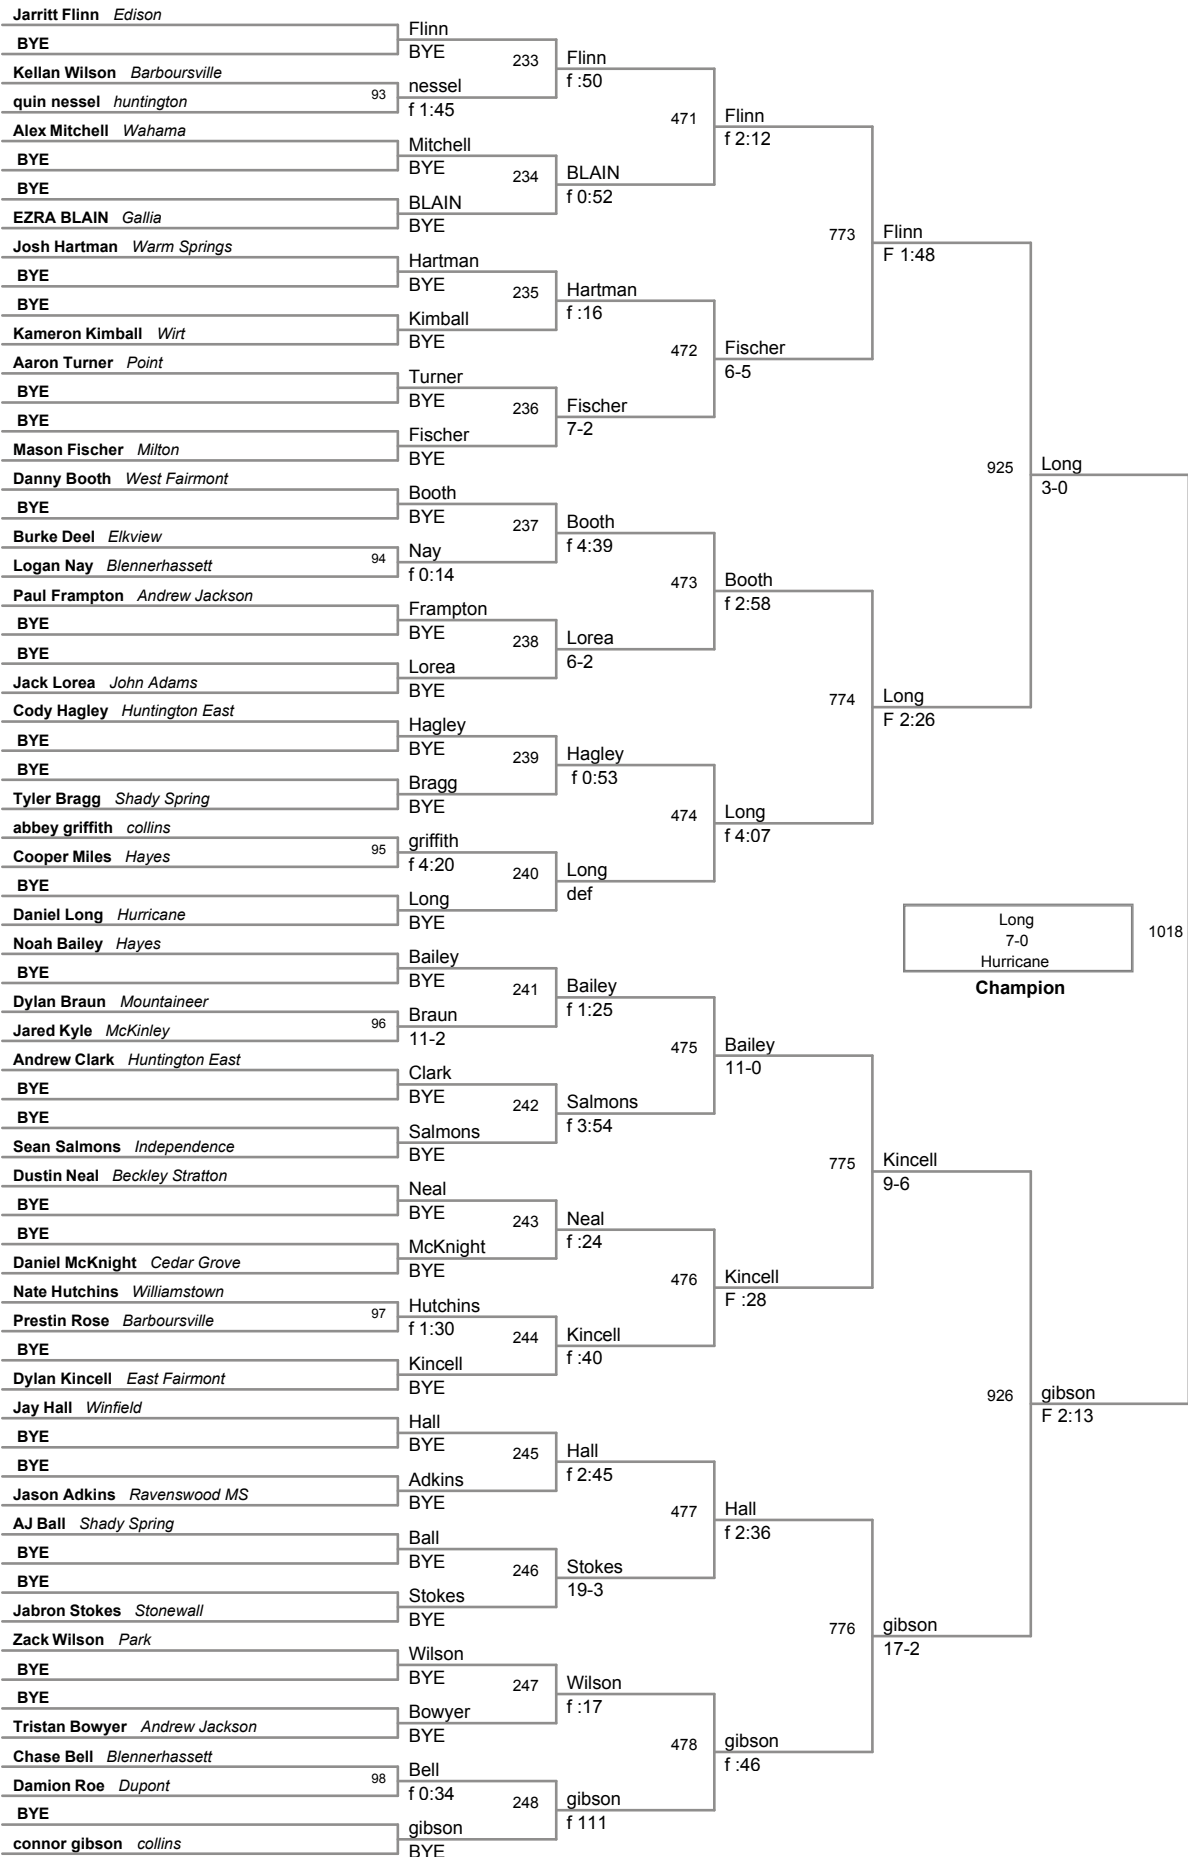 Jarritt Flinn Edison
BYE
Kellan Wilson Barboursville
quin nessel huntington
Alex Mitchell Wahama
BYE
BYE
EZRA BLAIN Gallia
Josh Hartman Warm Springs
BYE
BYE
Kameron Kimball Wirt
Aaron Turner Point
BYE
BYE
Mason Fischer Milton
Danny Booth West Fairmont
BYE
Burke Deel Elkview
Logan Nay Blennerhassett
Paul Frampton Andrew Jackson
BYE
BYE
Jack Lorea John Adams
Cody Hagley Huntington East
BYE
BYE
Tyler Bragg Shady Spring
abbey griffith collins
Cooper Miles Hayes
BYE
Daniel Long Hurricane
Noah Bailey Hayes
BYE
Dylan Braun Mountaineer
Jared Kyle McKinley
Andrew Clark Huntington East
BYE
BYE
Sean Salmons Independence
Dustin Neal Beckley Stratton
BYE
BYE
Daniel McKnight Cedar Grove
Nate Hutchins Williamstown
Prestin Rose Barboursville
BYE
Dylan Kincell East Fairmont
Jay Hall Winfield
BYE
BYE
Jason Adkins Ravenswood MS
AJ Ball Shady Spring
BYE
BYE
Jabron Stokes Stonewall
Zack Wilson Park
BYE
BYE
Tristan Bowyer Andrew Jackson
Chase Bell Blennerhassett
Damion Roe Dupont
BYE
connor gibson collins
93
94
95
96
97
98
Flinn
BYE
nessel
f 1:45
Mitchell
BYE
BLAIN
BYE
Hartman
BYE
Kimball
BYE
Turner
BYE
Fischer
BYE
Booth
BYE
Nay
f 0:14
Frampton
BYE
Lorea
BYE
Hagley
BYE
Bragg
BYE
griffith
f 4:20
Long
BYE
Bailey
BYE
Braun
11-2
Clark
BYE
Salmons
BYE
Neal
BYE
McKnight
BYE
Hutchins
f 1:30
Kincell
BYE
Hall
BYE
Adkins
BYE
Ball
BYE
Stokes
BYE
Wilson
BYE
Bowyer
BYE
Bell
f 0:34
gibson
BYE
233
234
235
236
237
238
239
240
241
242
243
244
245
246
247
248
Flinn
f :50
BLAIN
f 0:52
Hartman
f :16
Fischer
7-2
Booth
f 4:39
Lorea
6-2
Hagley
f 0:53
Long
def
Bailey
f 1:25
Salmons
f 3:54
Neal
f :24
Kincell
f :40
Hall
f 2:45
Stokes
19-3
Wilson
f :17
gibson
f 111
471
472
473
474
475
476
477
478
Flinn
f 2:12
Fischer
6-5
Booth
f 2:58
Long
f 4:07
Bailey
11-0
Kincell
F :28
Hall
f 2:36
gibson
f :46
773
774
775
776
Flinn
F 1:48
Long
F 2:26
Kincell
9-6
gibson
17-2
925
926
Long
3-0
gibson
F 2:13
1018
Long
7-0
Hurricane
Champion